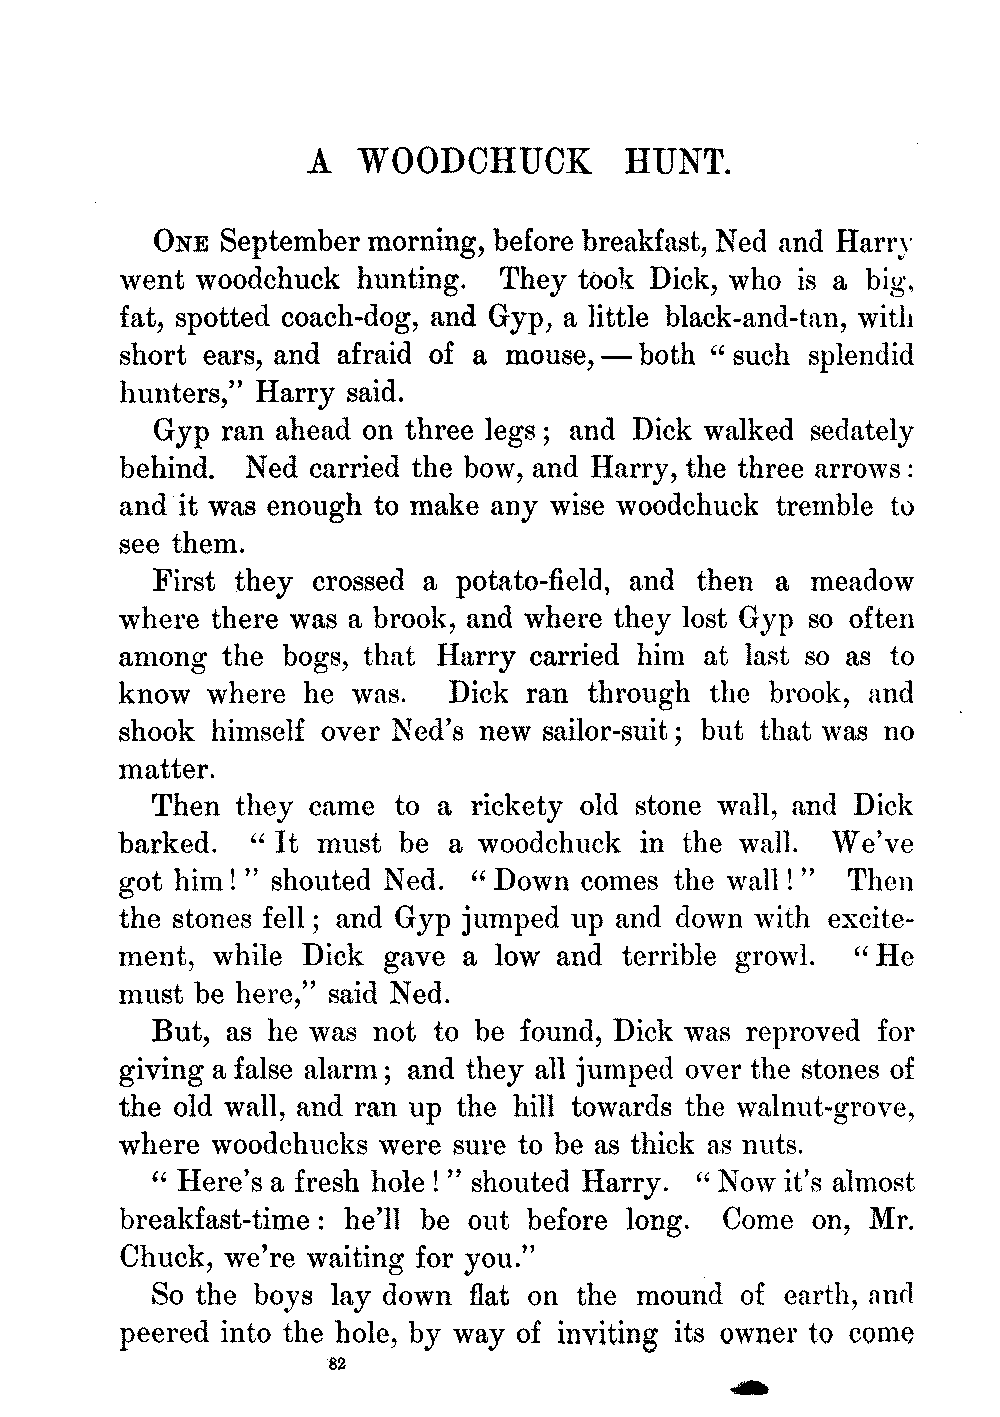 A WOODCHUCK HUNT.
ONE September morning, before breakfast, Ned and Harry
went woodchuck hunting. They took Dick, who is a big,
fat, spotted coach-dog, and Gyp, a little black-and-tan, with
short ears, and afraid of a mouse, — both “ such splendid
hunters,” Harry said.
Gyp ran ahead on three legs ; and Dick walked sedately
behind. Ned carried the bow, and Harry, the three arrows :
and it was enough to make any wise woodchuck tremble to
see them.
First they crossed a potato-field, and then a meadow
where there was a brook, and where they lost Gyp so often
among the bogs, that Harry carried him at last so as to
know where he was. Dick ran through the brook, and
shook himself over Ned’s new sailor-suit ; but that was no
matter.
Then they came to a rickety old stone wall, and Dick
barked. “ It must be a woodchuck in the wall. We’ve
got him ! ” shouted Ned. “ Down comes the wall ! ” Then
the stones fell ; and Gyp jumped up and down with excite-
ment, while Dick gave a low and terrible growl. “ He
must be here,” said Ned.
But, as he was not to be found, Dick was reproved for
giving a false alarm ; and they all jumped over the stones of
the old wall, and ran up the hill towards the walnut-grove,
where woodchucks were sure to be as thick as nuts.
“ Here’s a fresh hole ! ” shouted Harry. “ Now it’s almost
breakfast-time : he’ll be out before long. Come on, Mr.
Chuck, we’re waiting for you.”
So the boys lay down flat on the mound of earth, and
peered into the hole, by way of inviting its owner to come
82